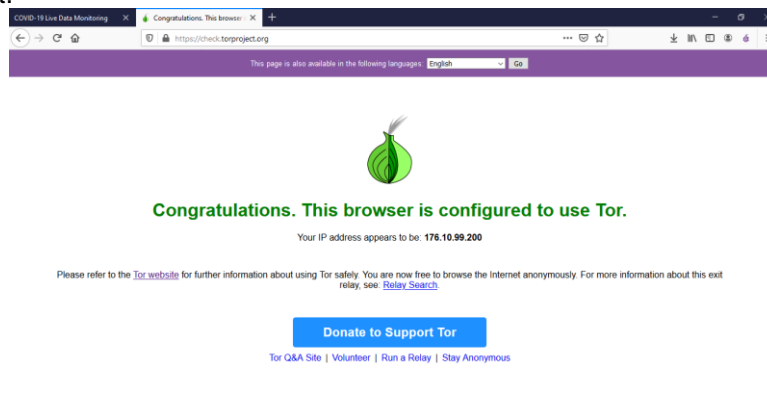 COVID-19 Live Data Monitoring
Congratulations. This browser
https://check.torproject.org
This page is also available in the following languages: English Go
Congratulations. This browser is configured to use Tor.
Your IP address appears to be: 176.10.99.200
Please refer to the Tor website for further information about using Tor safely. You are now free to browse the Internet anonymously. For more information about this exit
relay, see: Relay Search.
Donate to Support Tor
Tor Q&A Site | Volunteer | Run a Relay | Stay Anonymous